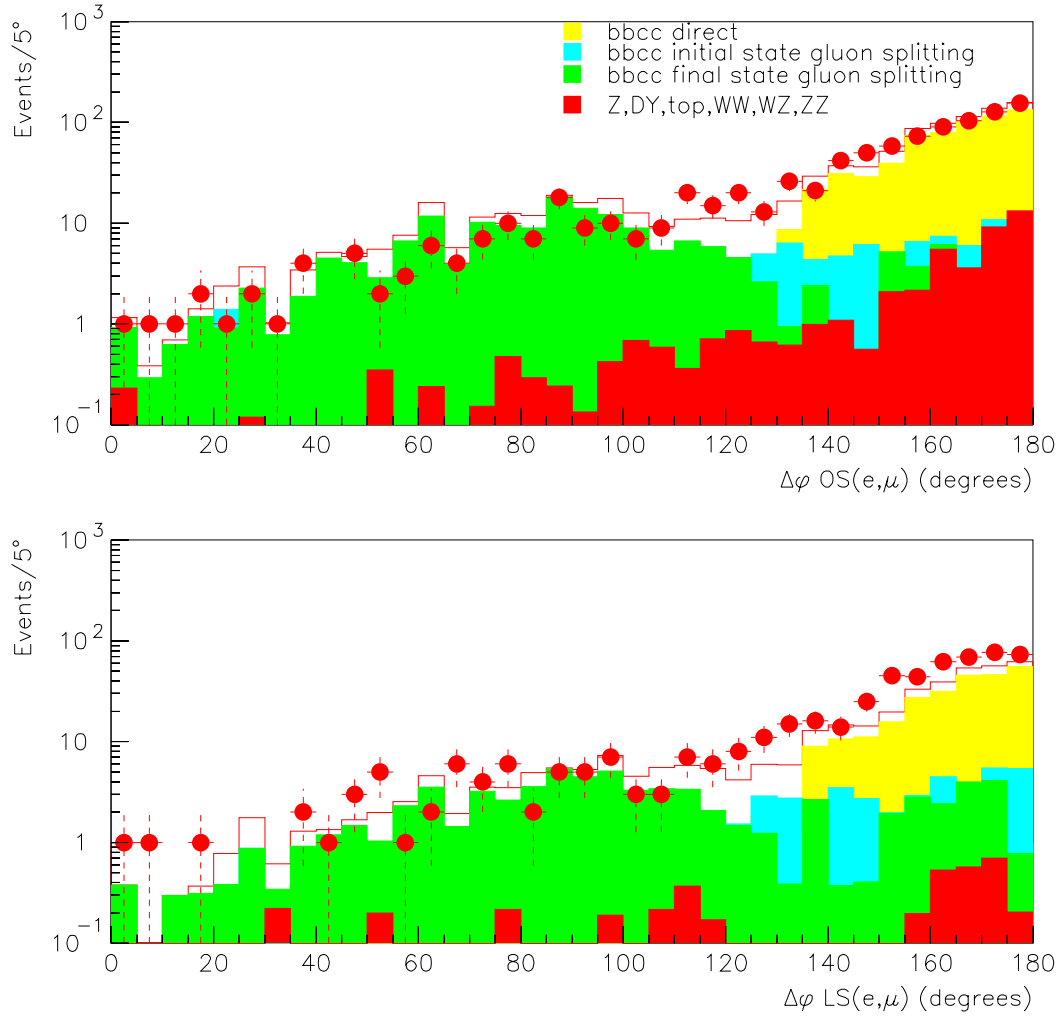 Events/5°
10³
10²
10
1
10⁻¹
bbcc direct
bbcc initial state gluon splitting
bbcc final state gluon splitting
Z,DY,top,WW,WZ,ZZ
0 20 40 60 80 100 120 140 160 180
Δφ OS(e,μ) (degrees)
Events/5°
10³
10²
10
1
10⁻¹
0 20 40 60 80 100 120 140 160 180
Δφ LS(e,μ) (degrees)